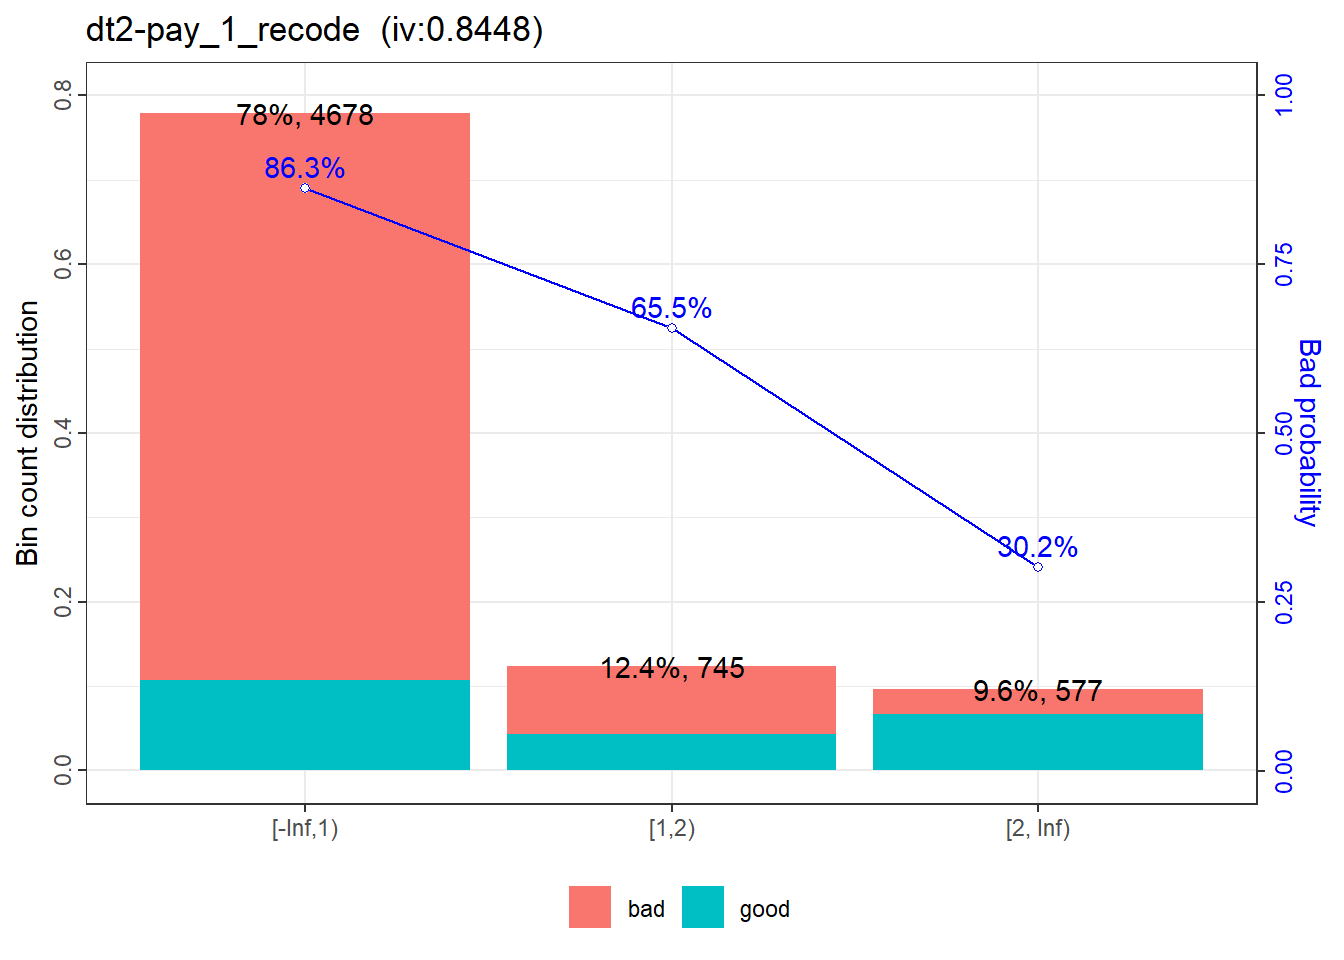 dt2-pay_1_recode  (iv:0.8448)
Bin count distribution
0.8
0.6
0.4
0.2
0.0
78%, 4678
86.3%
65.5%
30.2%
12.4%, 745
9.6%, 577
1.00
0.75
0.50
0.25
0.00
Bad probability
[-Inf,1)
[1,2)
[2, Inf)
bad
good